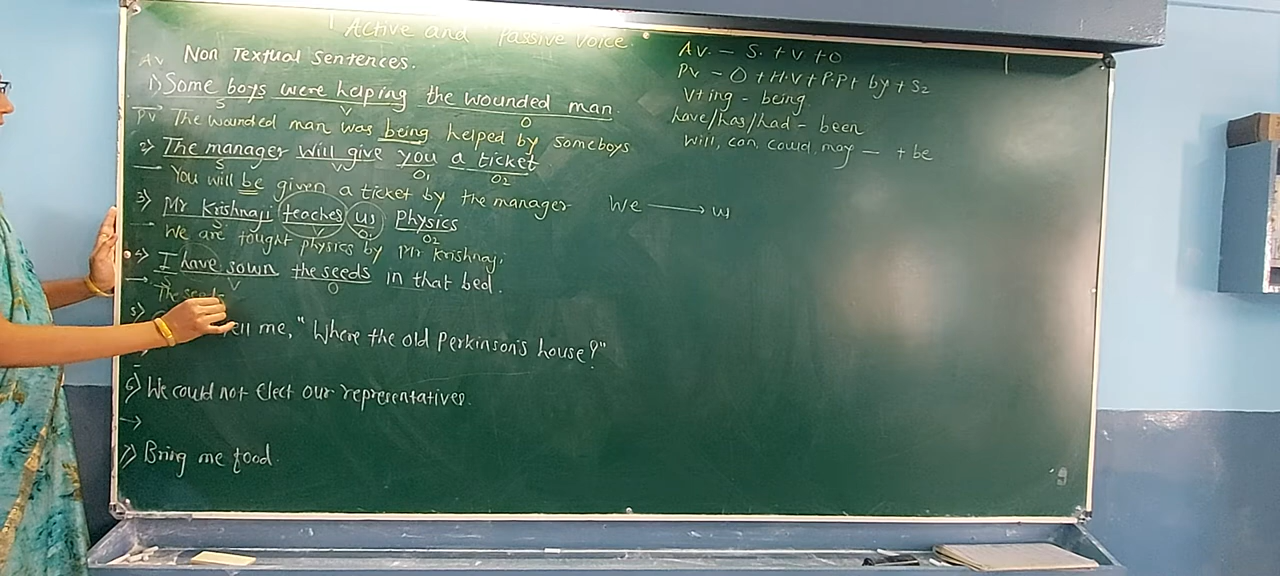 Active and Passive Voice.
Av Non Textual Sentences.
1) Some boys were helping the wounded man.
S V O
Pv The wounded man was being helped by someboys
2) The manager will give you a ticket.
S V O1 O2
You will be given a ticket by the manager
3) Mr Krishnaji teaches us Physics
S V O1 O2
We are tought physics by Mr Krishnaji
4) I have sown the seeds in that bed.
S V O
→ The seeds
5) tell me, "Where the old Perkinson's house?"
6) We could not Elect our representatives.
→
7) Bring me food.
Av. - S. + V + O
Pv - O + H.V + P.P + by + S2
V+ing - being
have/has/had - been
will, can, could, may — + be
We → w